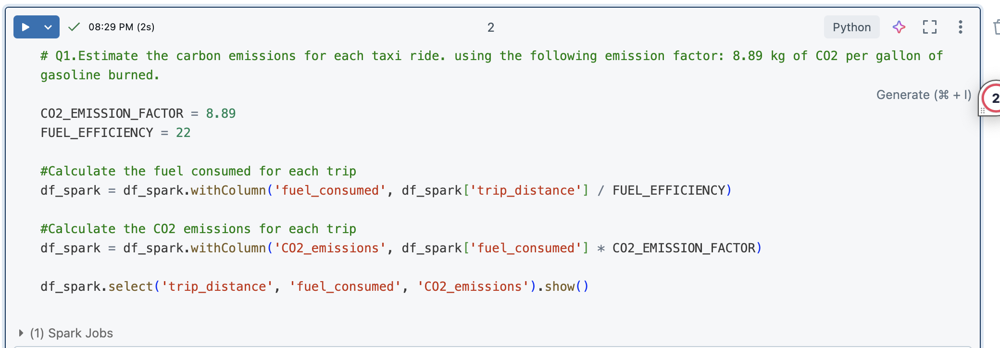 08:29 PM (2s)
2
Python
# Q1.Estimate the carbon emissions for each taxi ride. using the following emission factor: 8.89 kg of CO2 per gallon of
gasoline burned.
Generate (⌘ + I)
2
CO2_EMISSION_FACTOR = 8.89
FUEL_EFFICIENCY = 22
#Calculate the fuel consumed for each trip
df_spark = df_spark.withColumn('fuel_consumed', df_spark['trip_distance'] / FUEL_EFFICIENCY)
#Calculate the CO2 emissions for each trip
df_spark = df_spark.withColumn('CO2_emissions', df_spark['fuel_consumed'] * CO2_EMISSION_FACTOR)
df_spark.select('trip_distance', 'fuel_consumed', 'CO2_emissions').show()
(1) Spark Jobs